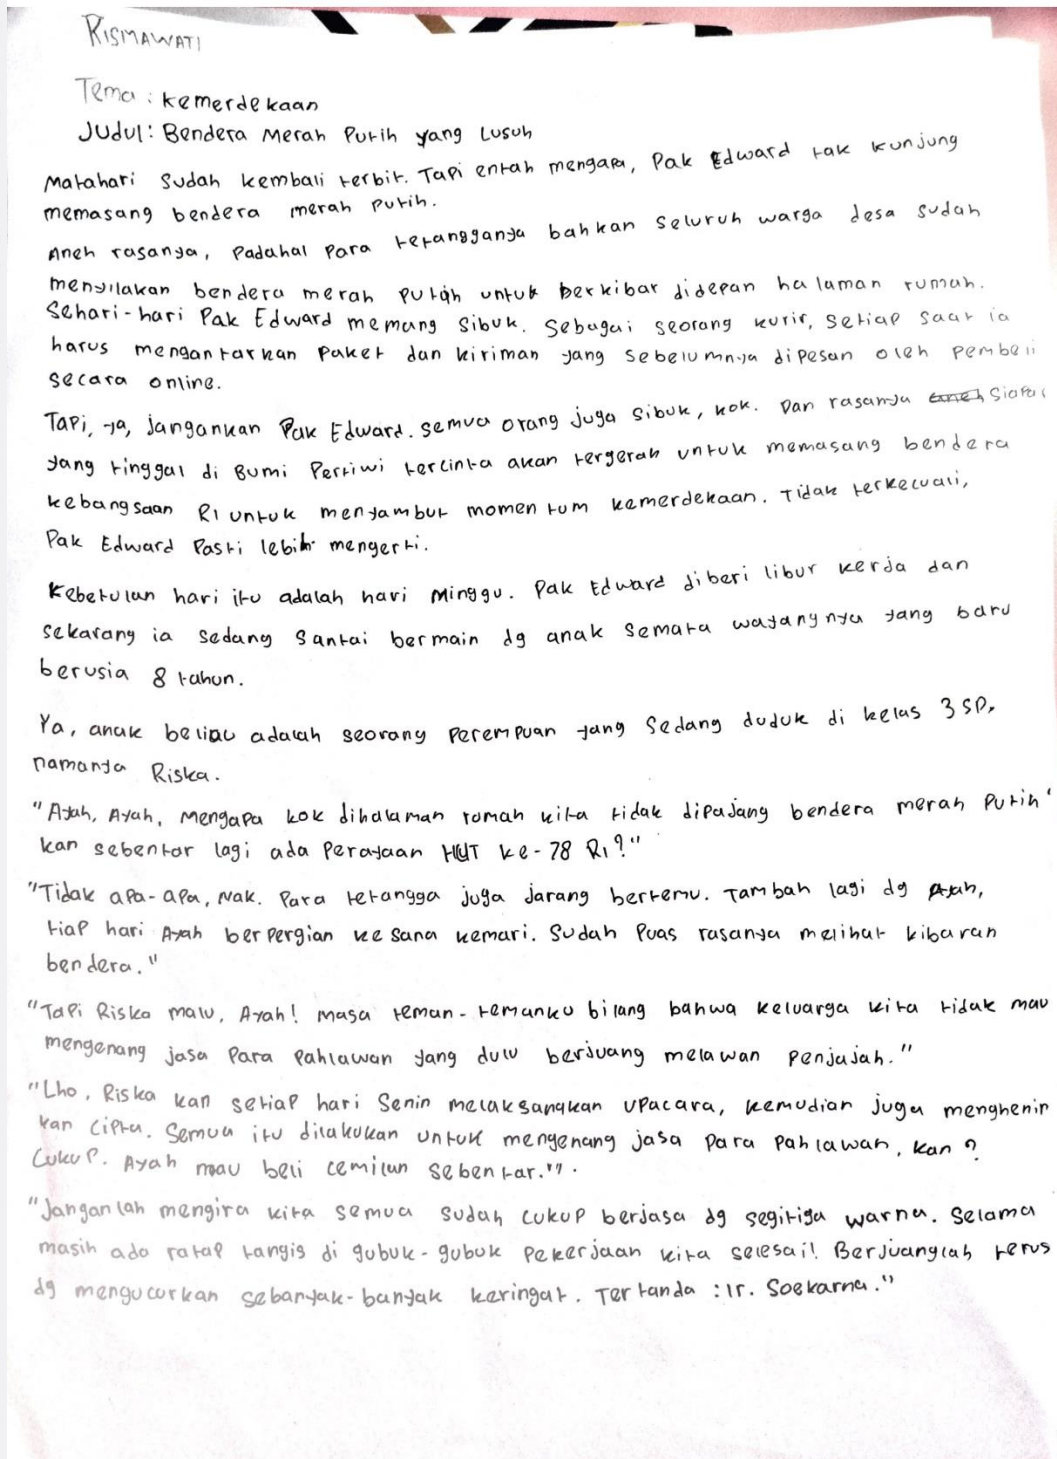 RISMAWATI
Tema : kemerdekaan
Judul: Bendera Merah Putih yang Lusuh
Matahari sudah kembali terbit. Tapi entah mengapa, Pak Edward tak kunjung
memasang bendera merah putih.
Aneh rasanya, padahal para tetangganya bahkan seluruh warga desa sudah
menyilakan bendera merah putih untuk berkibar didepan halaman rumah.
Sehari-hari Pak Edward memang sibuk. Sebagai seorang kurir, setiap saat ia
harus mengantarkan paket dan kiriman yang sebelumnya dipesan oleh pembeli
secara online.
Tapi, ya, jangankan Pak Edward. semua orang juga sibuk, kok. Dan rasanya
yang tinggal di Bumi Pertiwi tercinta akan tergerak untuk memasang bendera
kebangsaan RI untuk menyambut momentum kemerdekaan. Tidak terkecuali,
Pak Edward Pasti lebih mengerti.
Kebetulan hari itu adalah hari Minggu. Pak Edward diberi libur kerja dan
sekarang ia sedang santai bermain dg anak semata wayangnya yang baru
berusia 8 tahun.
Ya, anak beliau adalah seorang perempuan yang sedang duduk di kelas 3 SD,
namanya Riska.
"Ayah, Ayah, mengapa kok dihalaman rumah kita tidak dipajang bendera merah putih'
kan sebentar lagi ada perayaan HUT ke-78 RI?"
"Tidak apa-apa, Nak. Para tetangga juga jarang bertemu. Tambah lagi dg Ayah,
tiap hari Ayah berpergian ke sana kemari. Sudah puas rasanya melihat kibaran
bendera."
"Tapi Riska malu, Ayah! masa teman-temanku bilang bahwa keluarga kita tidak mau
mengenang jasa para pahlawan yang dulu berjuang melawan penjajah."
"Lho, Riska kan setiap hari Senin melaksanakan upacara, kemudian juga menghenin
kan cipta. Semua itu dilakukan untuk mengenang jasa para pahlawan, kan?
Cukup. Ayah mau beli cemilan sebentar.".
"Janganlah mengira kita semua sudah cukup berjasa dg segitiga warna. Selama
masih ada ratap tangis di gubuk-gubuk pekerjaan kita selesai! Berjuanglah terus
dg mengucurkan sebanyak-banyak keringat. Tertanda : Ir. Soekarna."